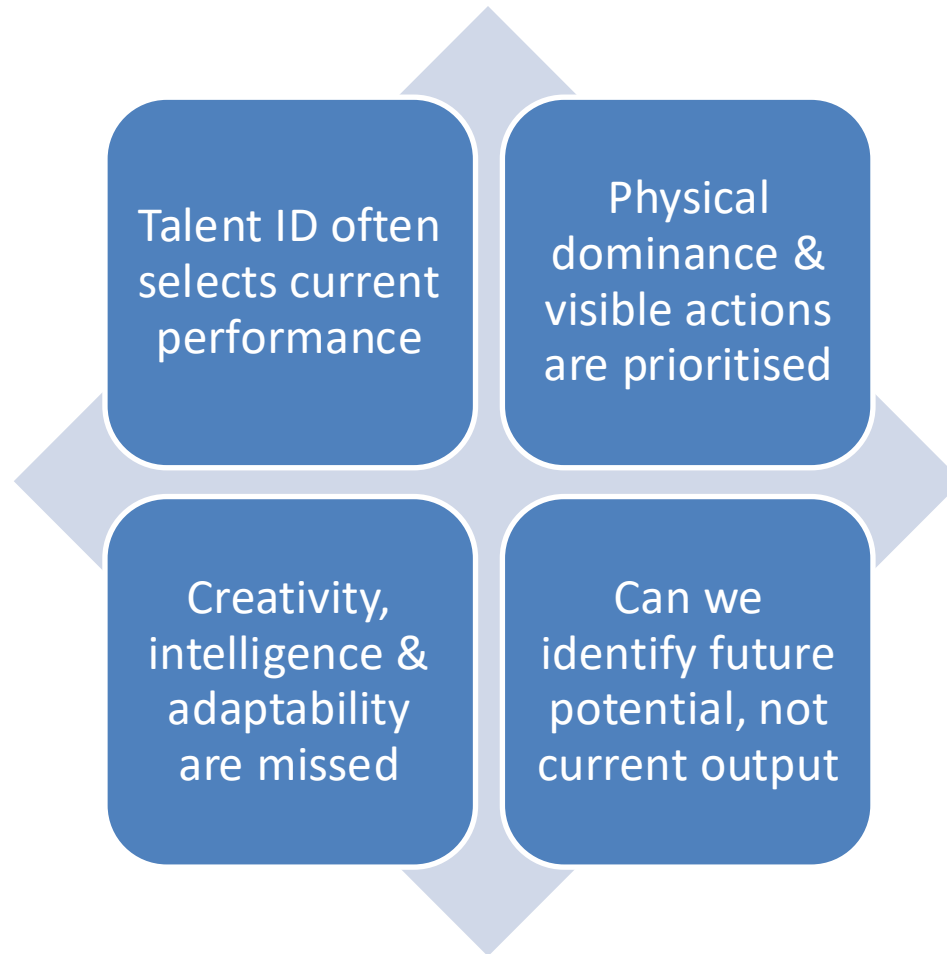 Talent ID often
selects current
performance
Physical
dominance &
visible actions
are prioritised
Creativity,
intelligence &
adaptability
are missed
Can we
identify future
potential, not
current output